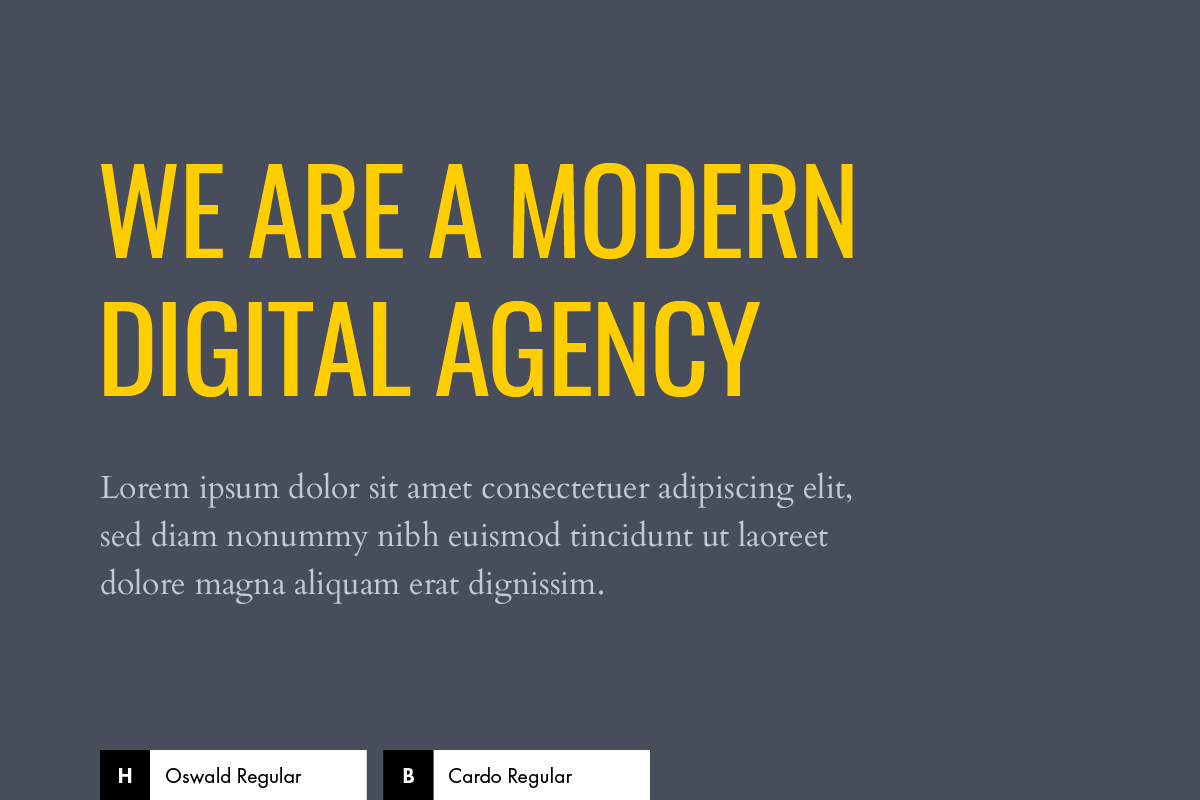 WE ARE A MODERN
DIGITAL AGENCY
Lorem ipsum dolor sit amet consectetuer adipiscing elit,
sed diam nonummy nibh euismod tincidunt ut laoreet
dolore magna aliquam erat dignissim.
H Oswald Regular B Cardo Regular